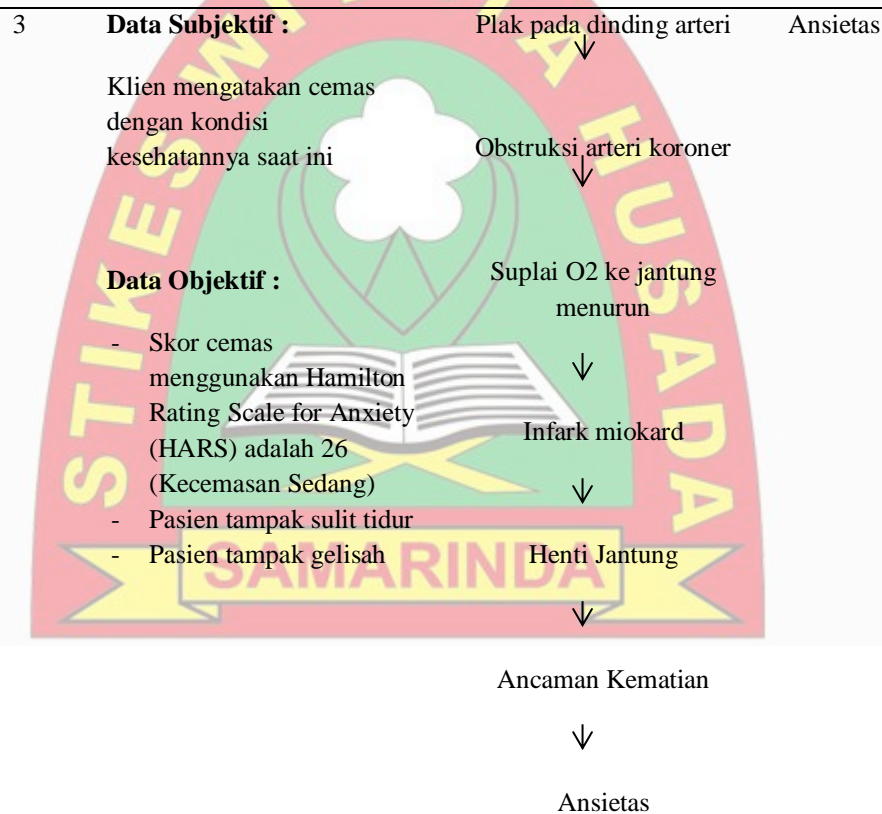 3
Data Subjektif :
Klien mengatakan cemas
dengan kondisi
kesehatannya saat ini
Data Objektif :
- Skor cemas
menggunakan Hamilton
Rating Scale for Anxiety
(HARS) adalah 26
(Kecemasan Sedang)
- Pasien tampak sulit tidur
- Pasien tampak gelisah
Plak pada dinding arteri
Obstruksi arteri koroner
Suplai O2 ke jantung
menurun
Infark miokard
Henti Jantung
Ancaman Kematian
Ansietas
Ansietas
STIKES
HUSADA
SAMARINDA